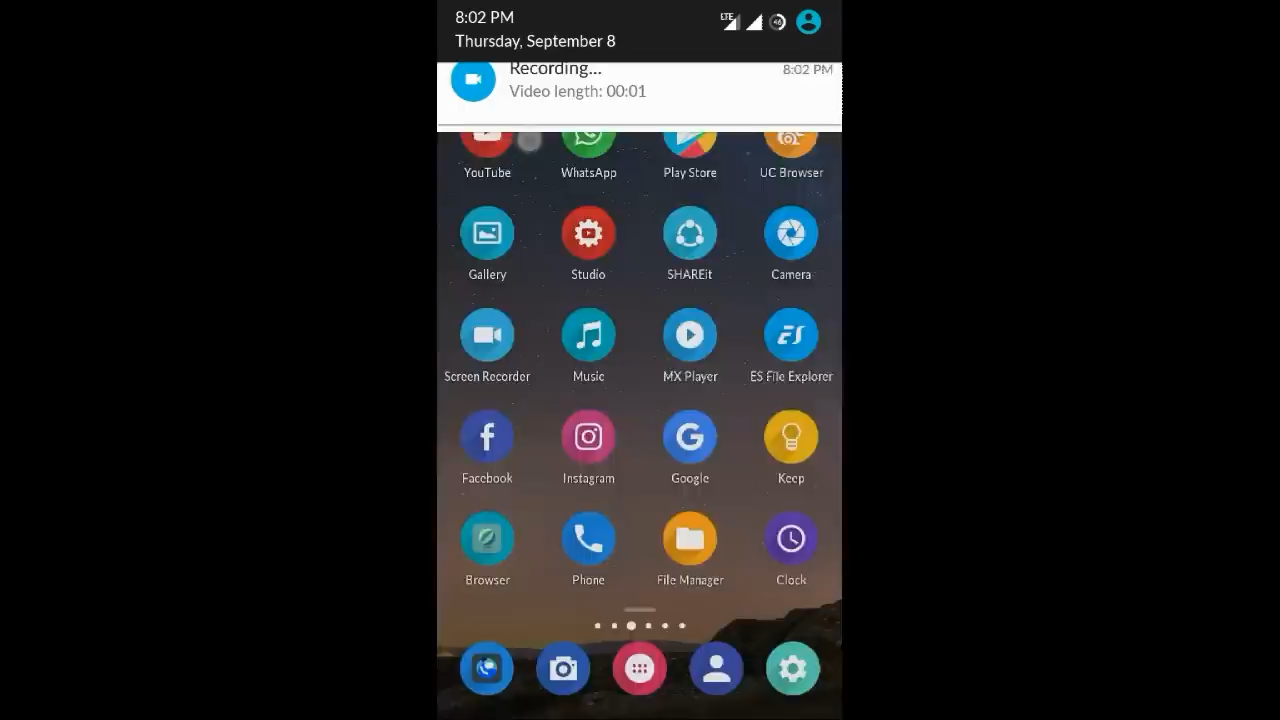 8:02 PM
LTE
46
Thursday, September 8
Recording...
8:02 PM
Video length: 00:01
YouTube
WhatsApp
Play Store
UC Browser
Gallery
Studio
SHAREit
Camera
Screen Recorder
Music
MX Player
ES File Explorer
Facebook
Instagram
Google
Keep
Browser
Phone
File Manager
Clock